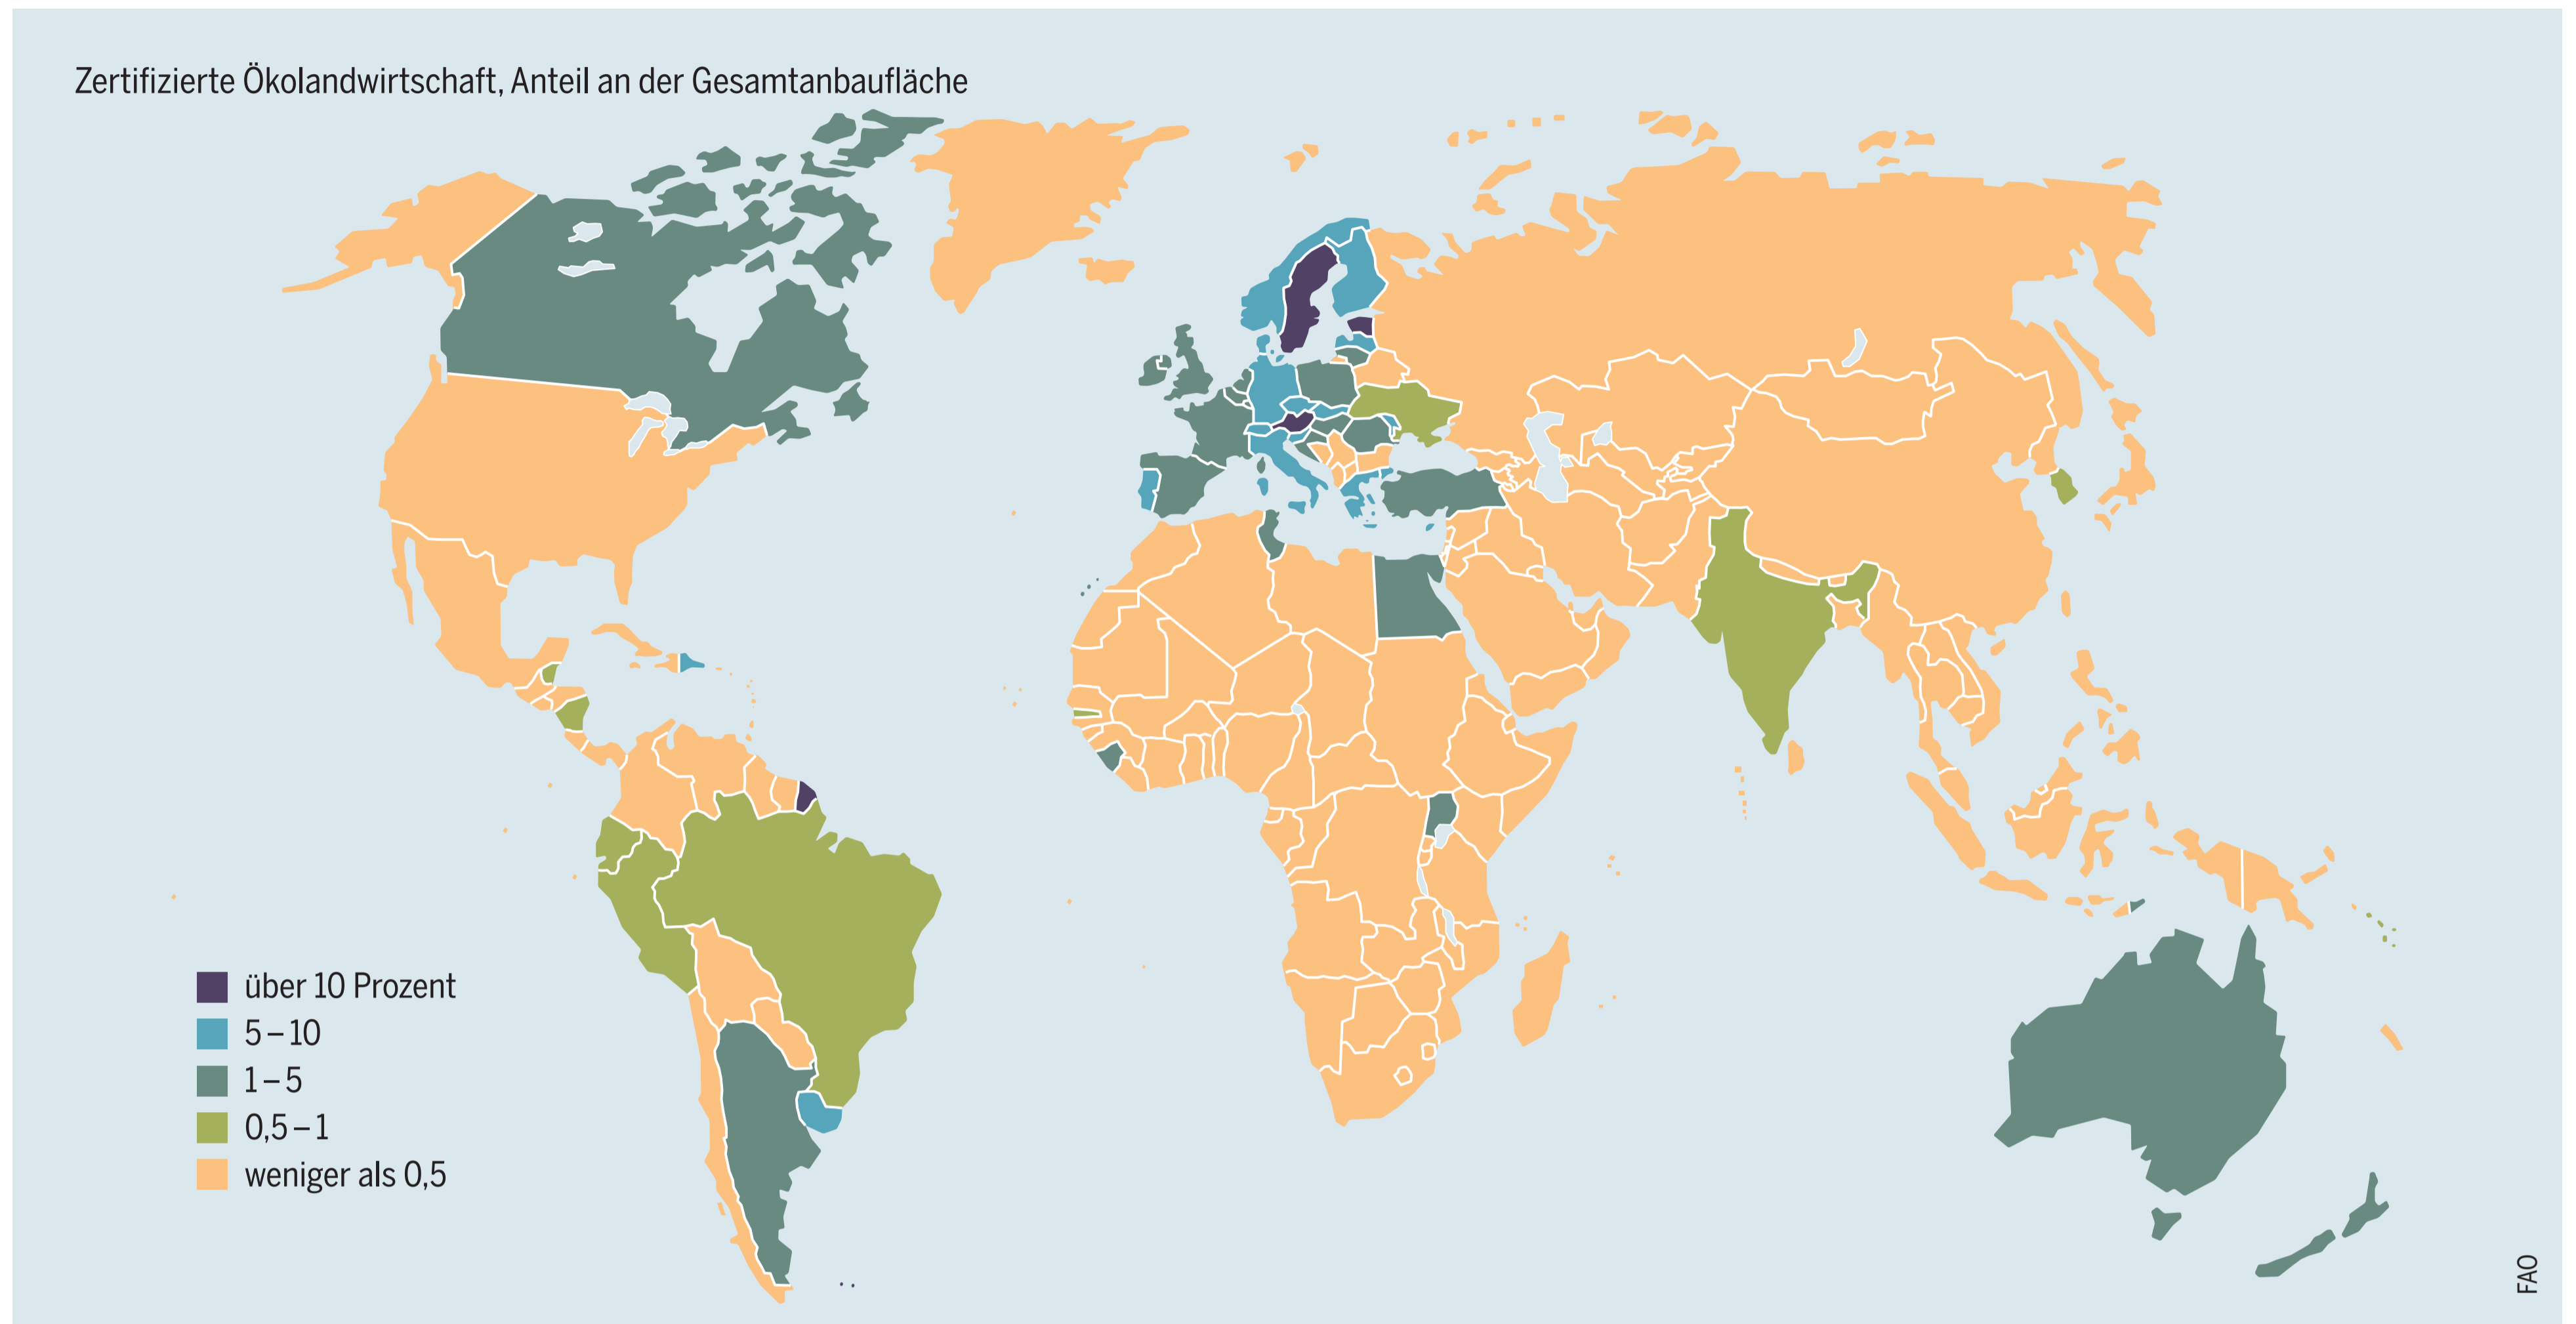 Zertifizierte Ökolandwirtschaft, Anteil an der Gesamtanbaufläche
über 10 Prozent
5 – 10
1 – 5
0,5 – 1
weniger als 0,5
FAO